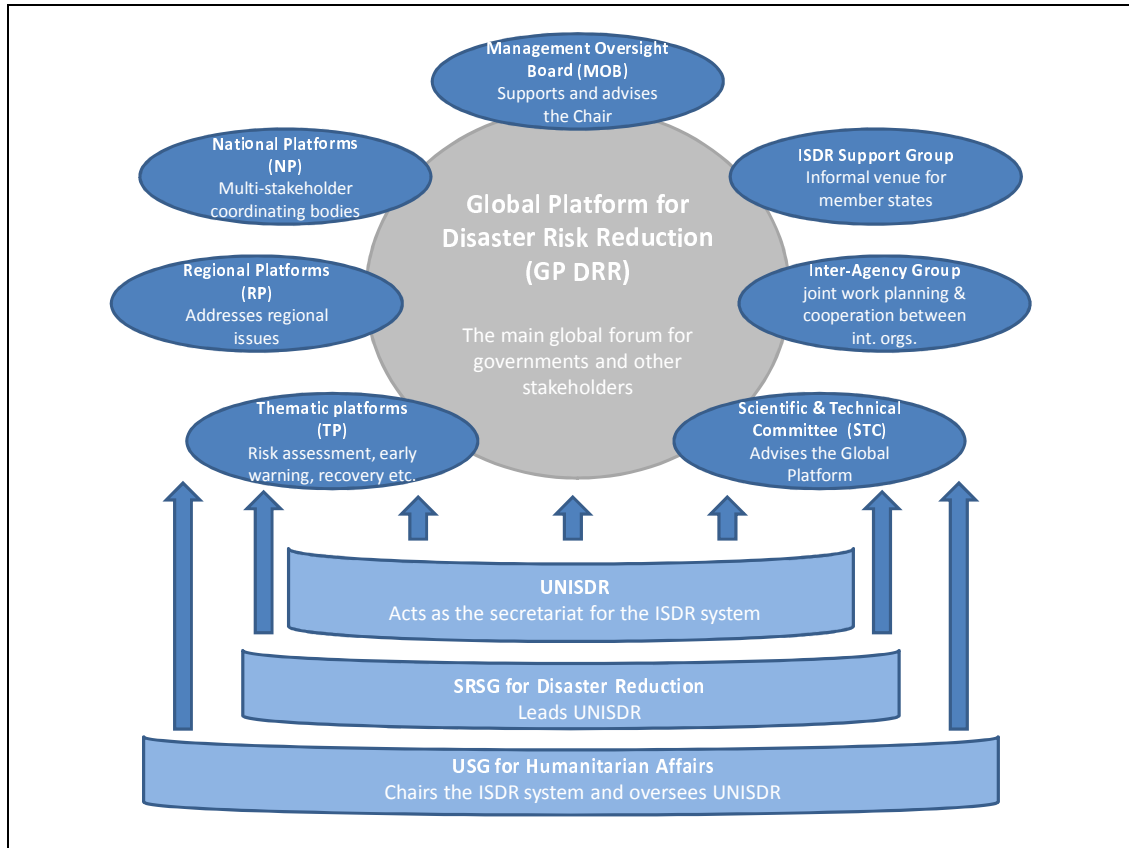 Management Oversight
Board (MOB)
Supports and advises
the Chair
National Platforms
(NP)
Multi-stakeholder
coordinating bodies
ISDR Support Group
Informal venue for
member states
Global Platform for
Disaster Risk Reduction
(GP DRR)
The main global forum for
governments and other
stakeholders
Regional Platforms
(RP)
Addresses regional
issues
Inter-Agency Group
joint work planning &
cooperation between
int. orgs.
Thematic platforms
(TP)
Risk assessment, early
warning, recovery etc.
Scientific & Technical
Committee (STC)
Advises the Global
Platform
UNISDR
Acts as the secretariat for the ISDR system
SRSG for Disaster Reduction
Leads UNISDR
USG for Humanitarian Affairs
Chairs the ISDR system and oversees UNISDR